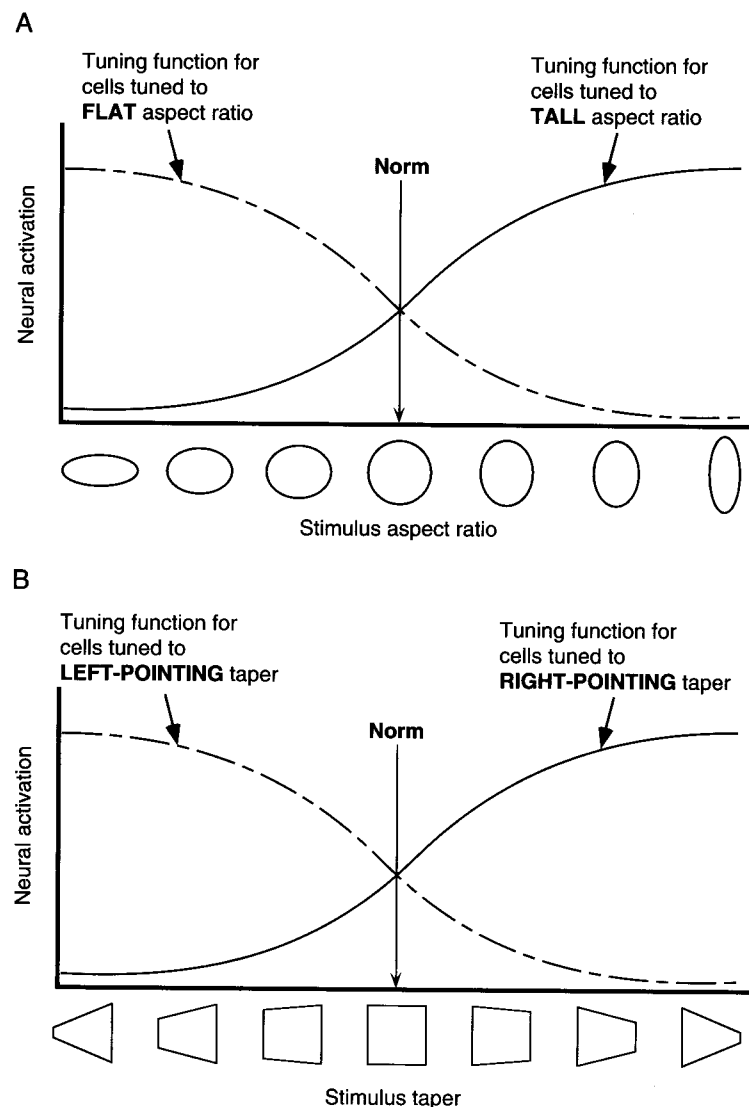 A
Tuning function for
cells tuned to
FLAT aspect ratio
Tuning function for
cells tuned to
TALL aspect ratio
Norm
Neural activation
Stimulus aspect ratio
B
Tuning function for
cells tuned to
LEFT-POINTING taper
Tuning function for
cells tuned to
RIGHT-POINTING taper
Norm
Neural activation
Stimulus taper